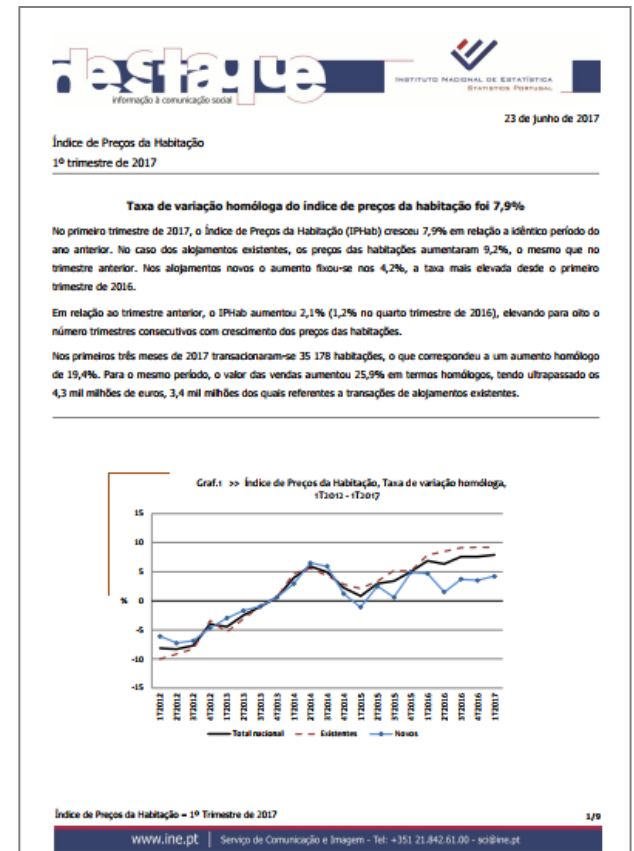 destaque
informação à comunicação social
INSTITUTO NACIONAL DE ESTATÍSTICA
STATISTICS PORTUGAL
23 de junho de 2017
Índice de Preços da Habitação
1º trimestre de 2017
Taxa de variação homóloga do índice de preços da habitação foi 7,9%
No primeiro trimestre de 2017, o Índice de Preços da Habitação (IPHab) cresceu 7,9% em relação a idêntico período do
ano anterior. No caso dos alojamentos existentes, os preços das habitações aumentaram 9,2%, o mesmo que no
trimestre anterior. Nos alojamentos novos o aumento fixou-se nos 4,2%, a taxa mais elevada desde o primeiro
trimestre de 2016.
Em relação ao trimestre anterior, o IPHab aumentou 2,1% (1,2% no quarto trimestre de 2016), elevando para oito o
número trimestres consecutivos com crescimento dos preços das habitações.
Nos primeiros três meses de 2017 transacionaram-se 35 178 habitações, o que correspondeu a um aumento homólogo
de 19,4%. Para o mesmo período, o valor das vendas aumentou 25,9% em termos homólogos, tendo ultrapassado os
4,3 mil milhões de euros, 3,4 mil milhões dos quais referentes a transações de alojamentos existentes.
Graf.1 >> Índice de Preços da Habitação, Taxa de variação homóloga,
1T2012 - 1T2017
15
10
5
% 0
-5
-10
-15
1T2012 2T2012 3T2012 4T2012 1T2013 2T2013 3T2013 4T2013 1T2014 2T2014 3T2014 4T2014 1T2015 2T2015 3T2015 4T2015 1T2016 2T2016 3T2016 4T2016 1T2017
Total nacional Existentes Novos
Índice de Preços da Habitação – 1º Trimestre de 2017 1/9
www.ine.pt | Serviço de Comunicação e Imagem - Tel: +351 21.842.61.00 - sci@ine.pt